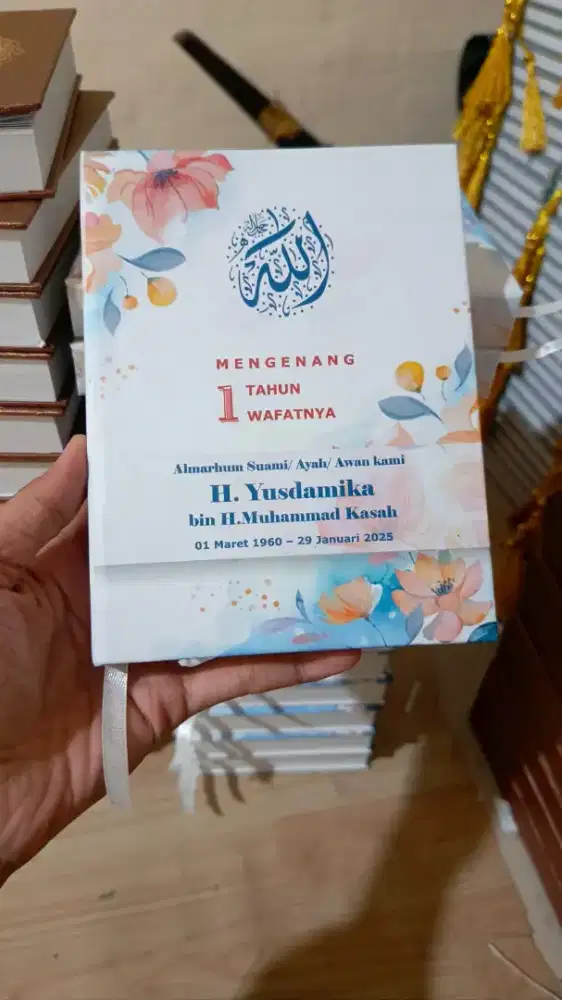 الله
MENGENANG
1 TAHUN
WAFATNYA
Almarhum Suami/ Ayah/ Awan kami
H. Yusdamika
bin H.Muhammad Kasah
01 Maret 1960 – 29 Januari 2025